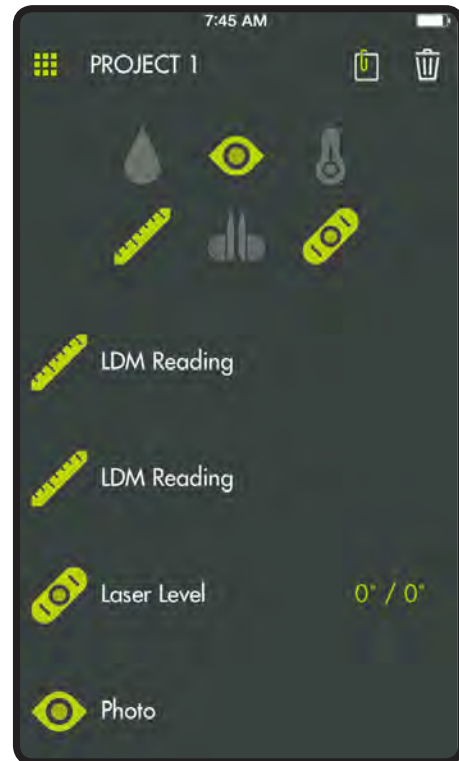 7:45 AM
PROJECT 1
LDM Reading
LDM Reading
Laser Level 0° / 0°
Photo